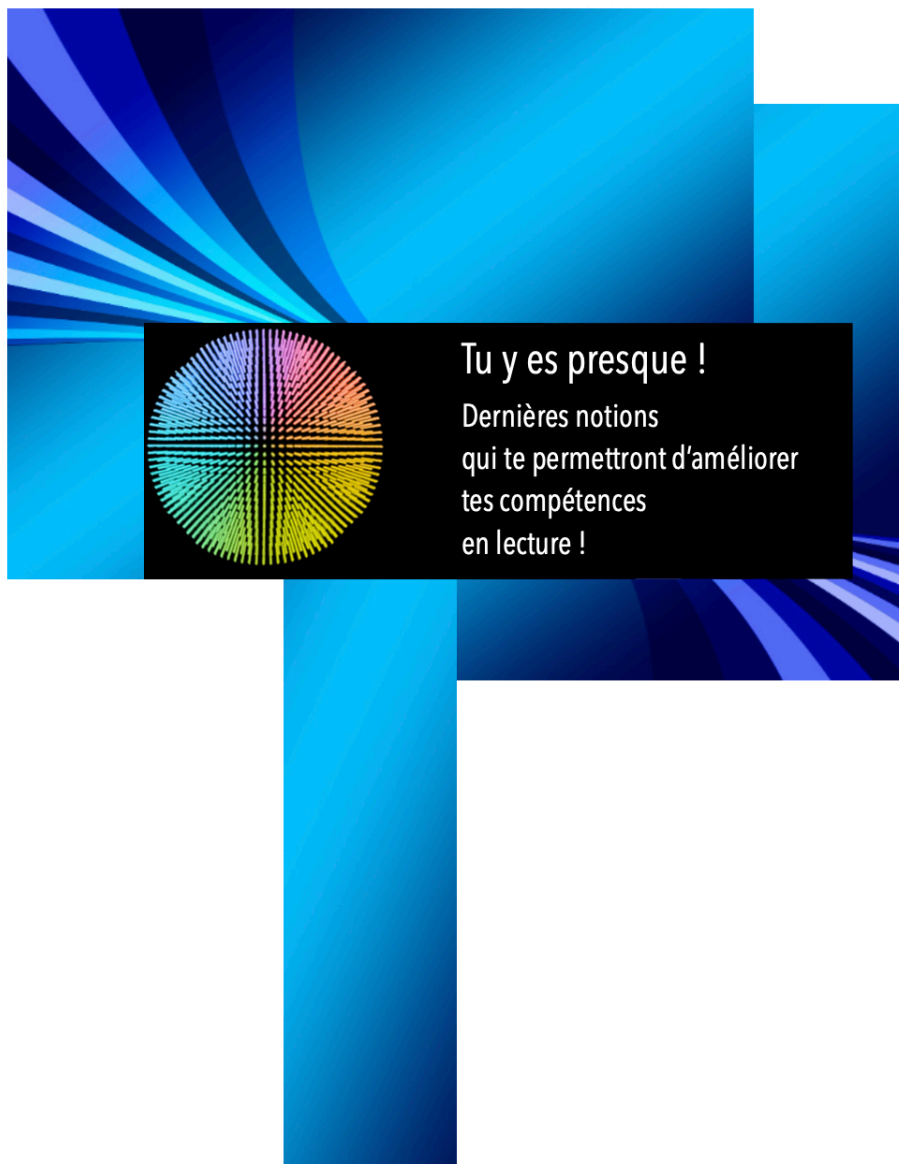 Tu y es presque !
Dernières notions
qui te permettront d’améliorer
tes compétences
en lecture !